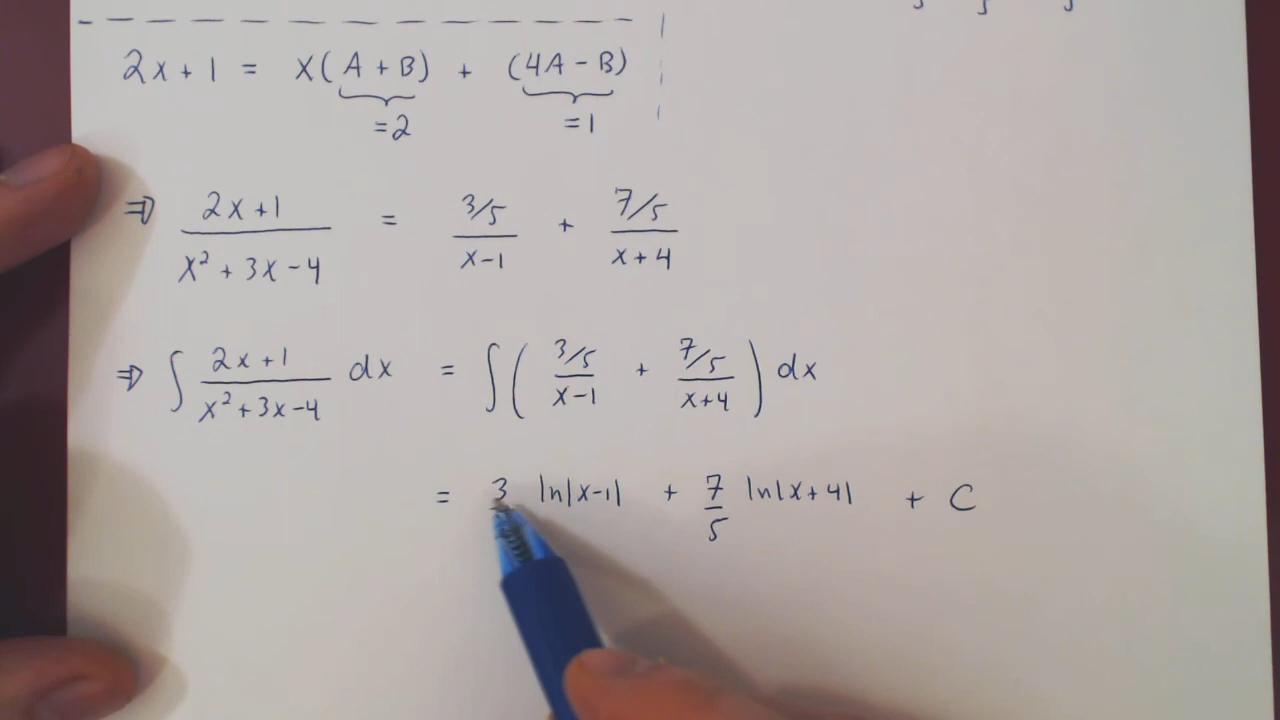 2x + 1 = x(A + B) + (4A - B)
=2 =1
⇒ 2x+1 / x² + 3x - 4 = 3/5 / x-1 + 7/5 / x+4
⇒ ∫ 2x+1 / x²+3x-4 dx = ∫ ( 3/5 / x-1 + 7/5 / x+4 ) dx
= 3 ln|x-1| + 7/5 ln|x+4| + C